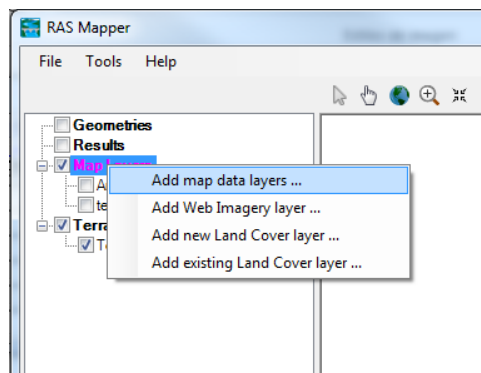 RAS Mapper
File Tools Help
Geometries
Results
Map Layers
Add map data layers ...
Add Web Imagery layer ...
Add new Land Cover layer ...
Add existing Land Cover layer ...